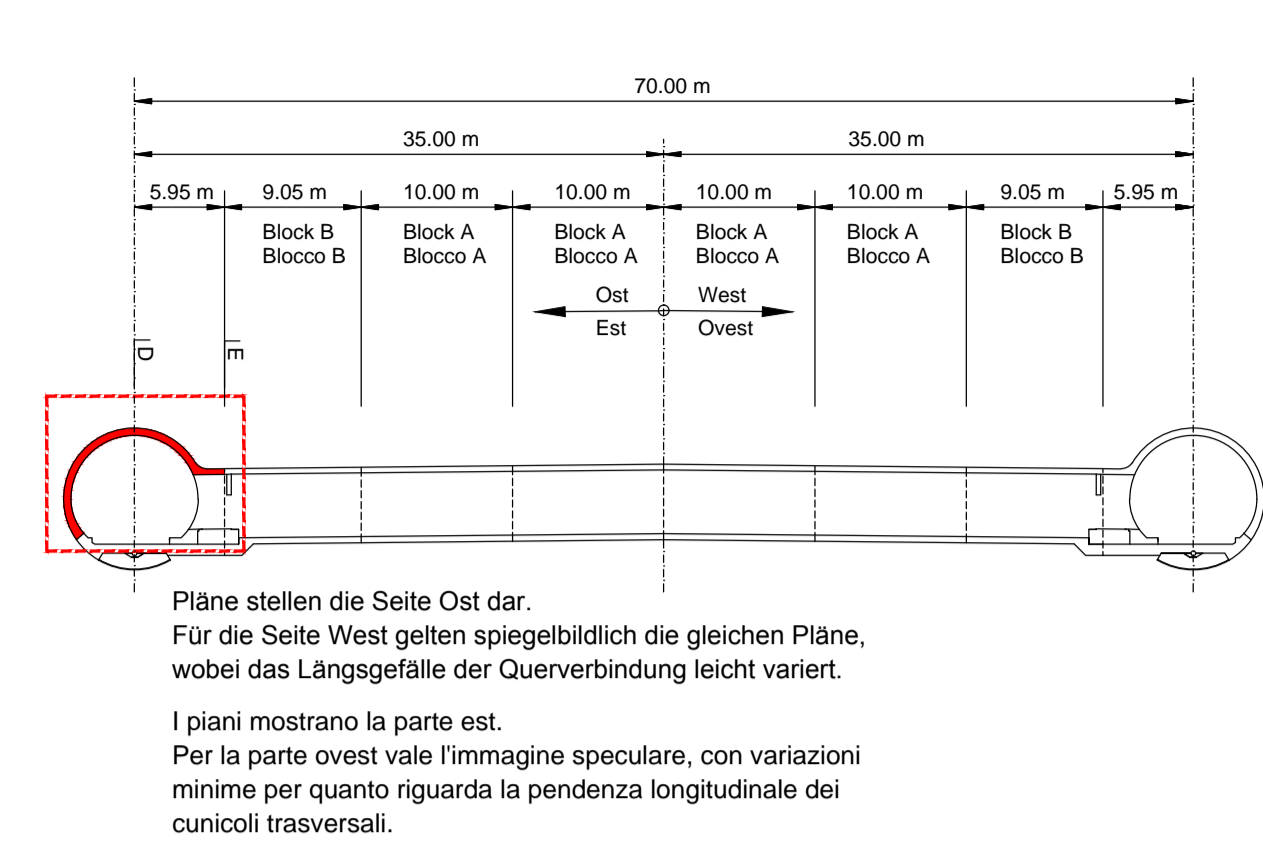 70.00 m
35.00 m 35.00 m
5.95 m 9.05 m 10.00 m 10.00 m 10.00 m 10.00 m 9.05 m 5.95 m
Block B Block A Block A Block A Block A Block B
Blocco B Blocco A Blocco A Blocco A Blocco A Blocco B
Ost West
Est Ovest
D E
Pläne stellen die Seite Ost dar.
Für die Seite West gelten spiegelbildlich die gleichen Pläne,
wobei das Längsgefälle der Querverbindung leicht variert.
I piani mostrano la parte est.
Per la parte ovest vale l'immagine speculare, con variazioni
minime per quanto riguarda la pendenza longitudinale dei
cunicoli trasversali.